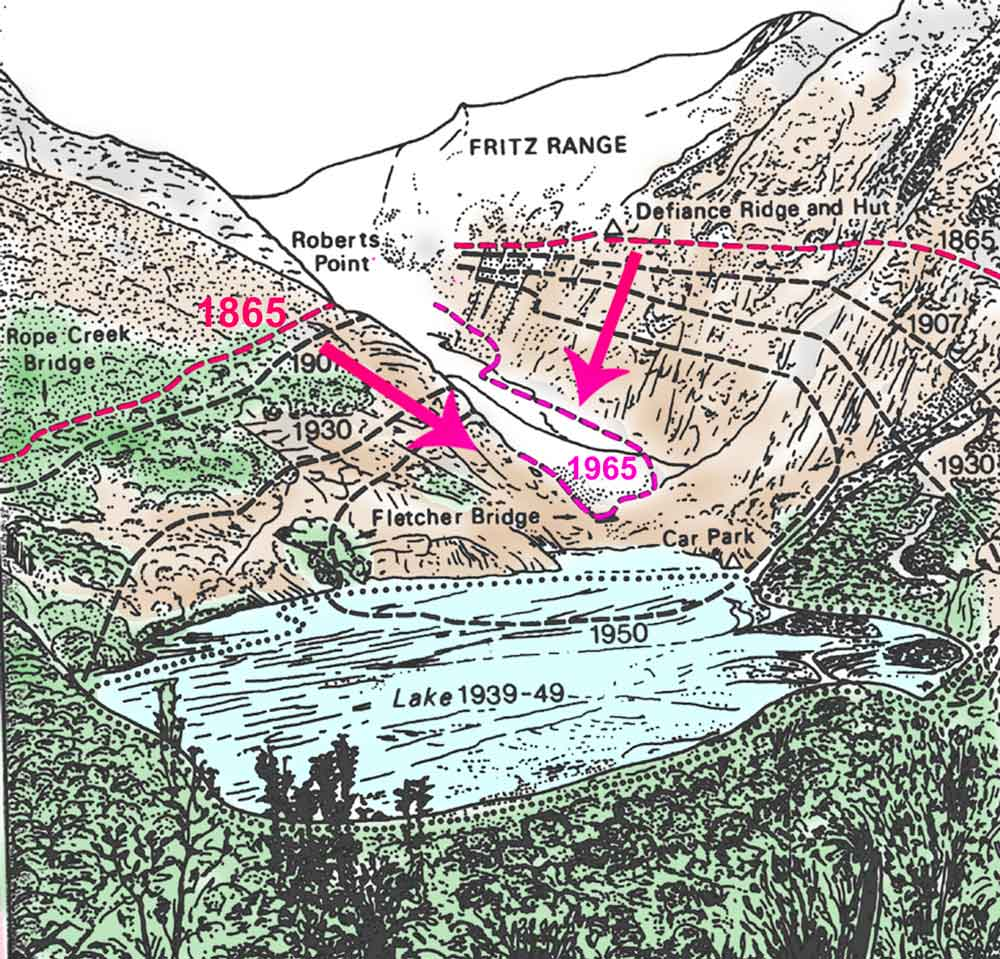 FRITZ RANGE
Defiance Ridge and Hut
Roberts
Point
1865
1865
Rope Creek
Bridge
1907
1907
1930
1965
1930
Fletcher Bridge
Car Park
1950
Lake 1939-49